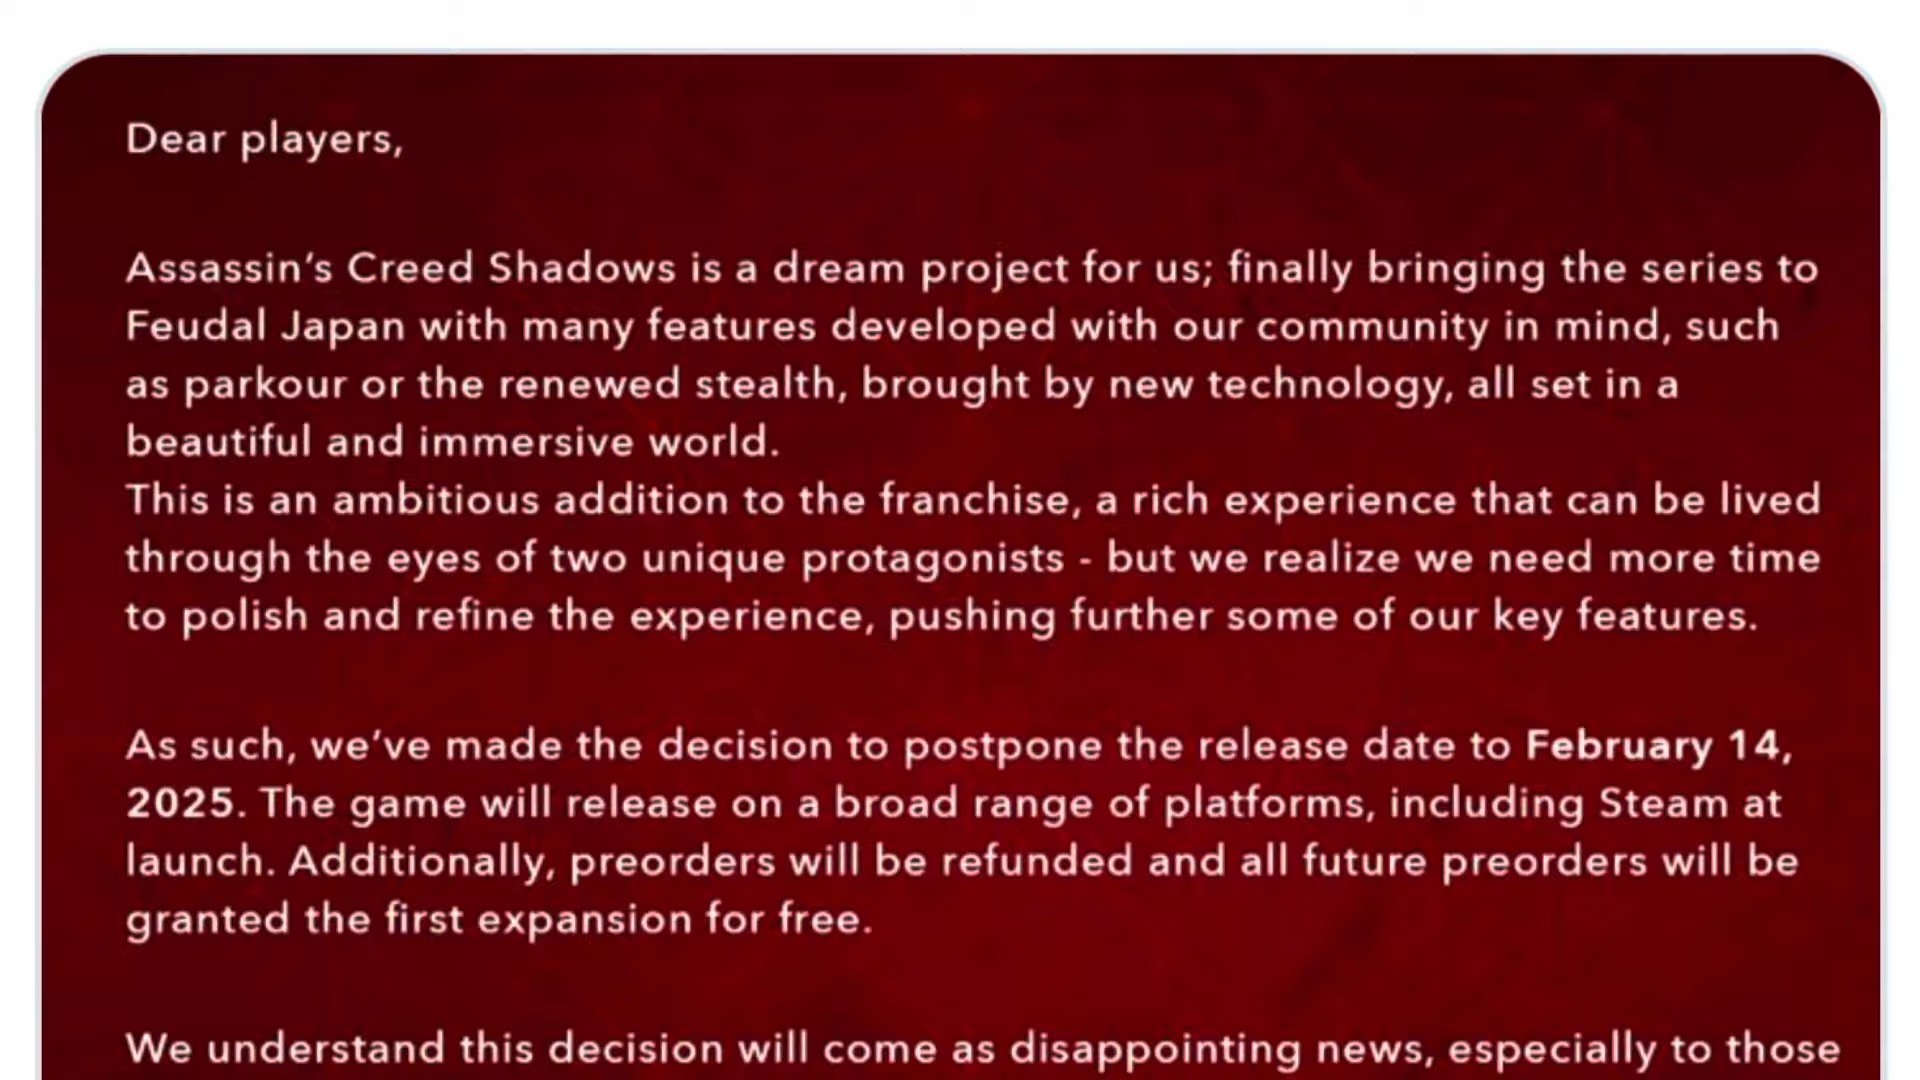 Dear players,
Assassin’s Creed Shadows is a dream project for us; finally bringing the series to
Feudal Japan with many features developed with our community in mind, such
as parkour or the renewed stealth, brought by new technology, all set in a
beautiful and immersive world.
This is an ambitious addition to the franchise, a rich experience that can be lived
through the eyes of two unique protagonists - but we realize we need more time
to polish and refine the experience, pushing further some of our key features.
As such, we’ve made the decision to postpone the release date to February 14,
2025. The game will release on a broad range of platforms, including Steam at
launch. Additionally, preorders will be refunded and all future preorders will be
granted the first expansion for free.
We understand this decision will come as disappointing news, especially to those